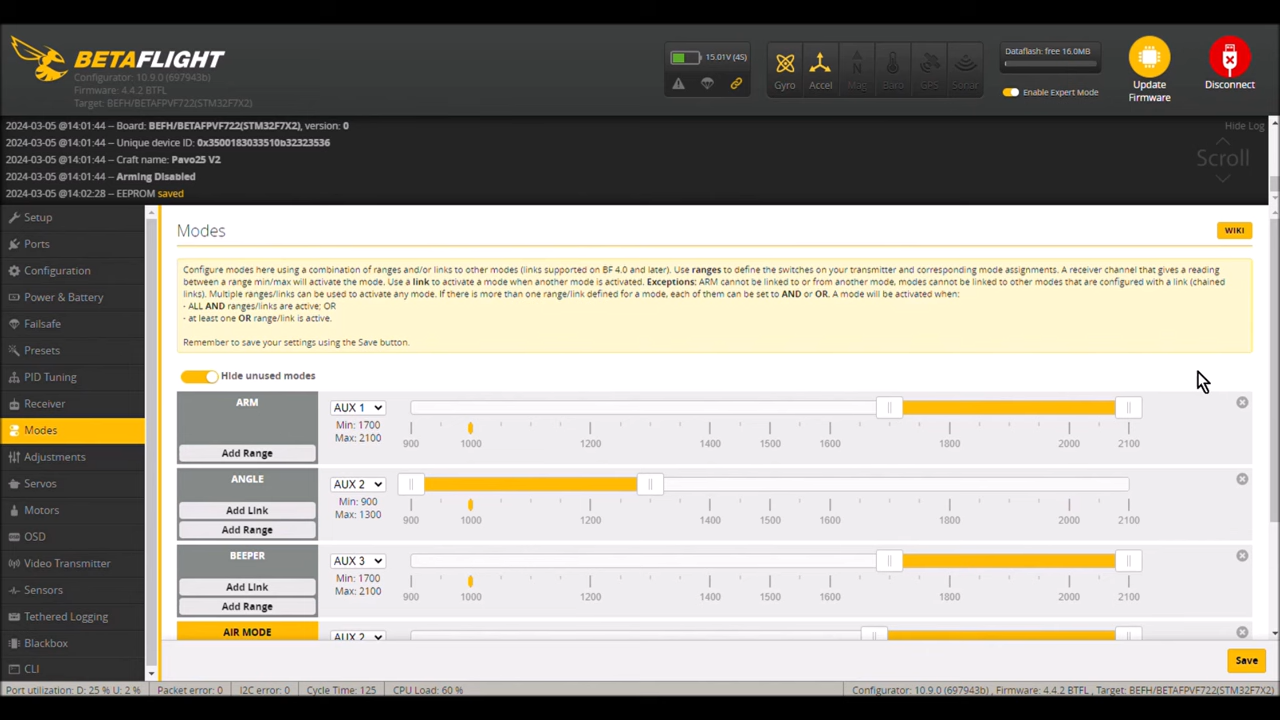 BETAFLIGHT
Configurator: 10.9.0 (697943b)
Firmware: 4.4.2 BTFL
Target: BEFH/BETAFPVF722(STM32F7X2)
15.01V (4S)
Gyro
Accel
Mag
Baro
GPS
Sonar
Dataflash: free 16.0MB
Enable Expert Mode
Update
Firmware
Disconnect
2024-03-05 @14:01:44 -- Board: BEFH/BETAFPVF722(STM32F7X2), version: 0
2024-03-05 @14:01:44 -- Unique device ID: 0x3500183033510b32323536
2024-03-05 @14:01:44 -- Craft name: Pavo25 V2
2024-03-05 @14:01:44 -- Arming Disabled
2024-03-05 @14:02:28 -- EEPROM saved
Hide Log
Scroll
Setup
Ports
Configuration
Power & Battery
Failsafe
Presets
PID Tuning
Receiver
Modes
Adjustments
Servos
Motors
OSD
Video Transmitter
Sensors
Tethered Logging
Blackbox
CLI
Modes
WIKI
Configure modes here using a combination of ranges and/or links to other modes (links supported on BF 4.0 and later). Use ranges to define the switches on your transmitter and corresponding mode assignments. A receiver channel that gives a reading
between a range min/max will activate the mode. Use a link to activate a mode when another mode is activated. Exceptions: ARM cannot be linked to or from another mode, modes cannot be linked to other modes that are configured with a link (chained
links). Multiple ranges/links can be used to activate any mode. If there is more than one range/link defined for a mode, each of them can be set to AND or OR. A mode will be activated when:
- ALL AND ranges/links are active; OR
- at least one OR range/link is active.
Remember to save your settings using the Save button.
Hide unused modes
ARM
Add Range
AUX 1
Min: 1700
Max: 2100
900 1000 1200 1400 1500 1600 1800 2000 2100
ANGLE
Add Link
Add Range
AUX 2
Min: 900
Max: 1300
900 1000 1200 1400 1500 1600 1800 2000 2100
BEEPER
Add Link
Add Range
AUX 3
Min: 1700
Max: 2100
900 1000 1200 1400 1500 1600 1800 2000 2100
AIR MODE
AUX 2
Save
Port utilization: D: 25 % U: 2 %
Packet error: 0
I2C error: 0
Cycle Time: 125
CPU Load: 60 %
Configurator: 10.9.0 (697943b) , Firmware: 4.4.2 BTFL, Target: BEFH/BETAFPVF722(STM32F7X2)